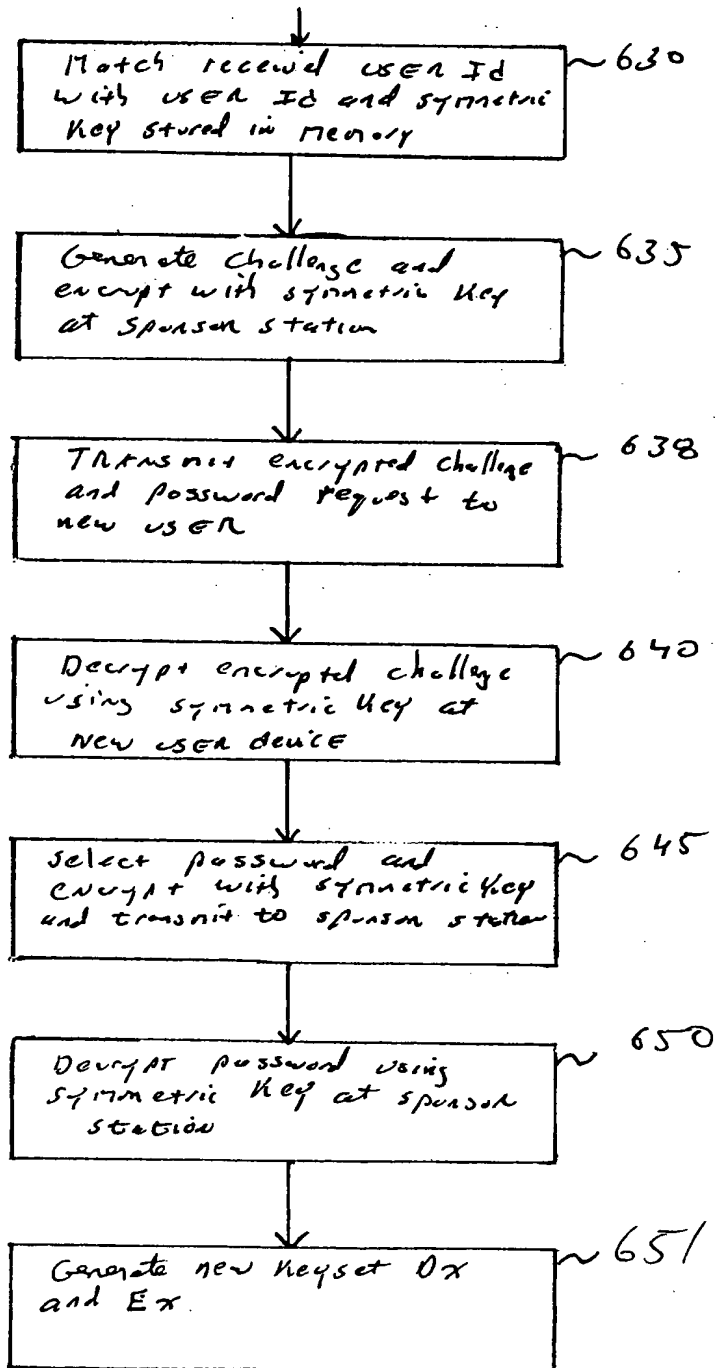 Match received USER Id
with USER Id and symmetric
Key stored in memory
630
Generate challenge and
encrypt with symmetric Key
at sponsor station
635
TRANSmit encrypted challenge
and password request to
new USER
638
Decrypt encrypted challenge
using symmetric Key at
New USER device
640
select password and
encrypt with symmetric Key
and transmit to sponsor station
645
Decrypt password using
symmetric Key at sponsor
station
650
Generate new Keyset Dx
and Ex.
651